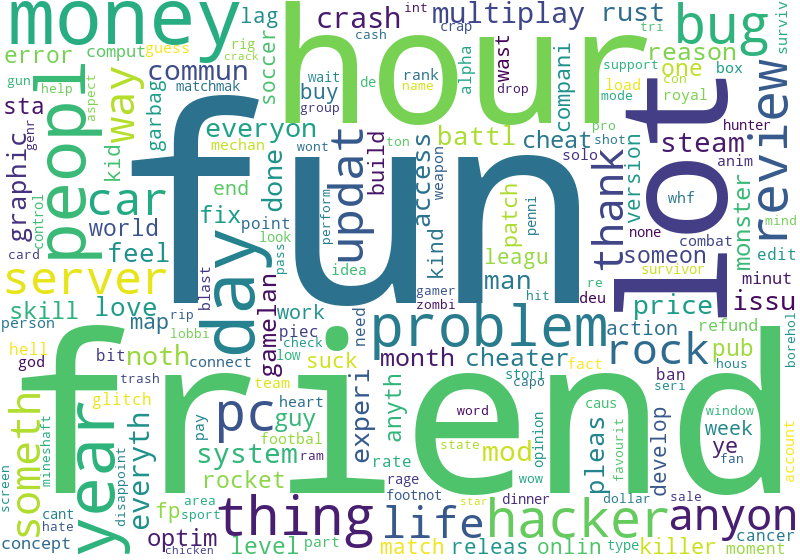 money
hour
fun
friend
lot
lag
crash
int
cash
crap
multiplay
rust
bug
tri
surviv
error
comput
guess
rig
crack
soccer
wait
buy
group
de
rank
name
alpha
wast
drop
compani
reason
one
support
load
mode
con
box
royal
gun
help
aspect
peopl
way
commun
matchmak
garbag
everyon
mechan
wont
ton
battl
cheat
pro
shot
solo
steam
hunter
anim
review
sta
graphic
genr
control
card
kid
car
world
feel
end
fix
point
look
pass
done
updat
build
perform
idea
access
weapon
kind
patch
penni
leagu
man
gamer
zombi
hit
deu
re
thank
none
someon
survivor
whf
version
combat
monster
edit
mind
minut
issu
server
skill
love
map
rip
blast
day
gamelan
work
piec
need
problem
action
price
refund
pub
rock
borehol
person
lobbi
hell
god
bit
noth
connect
check
low
suck
month
cheater
stori
capo
fact
ban
seri
hous
trash
glitch
team
heart
experi
word
caus
window
favourit
someth
mineshaft
screen
year
everyth
disappoint
pc
guy
pay
footbal
ram
system
rocket
rate
anyth
state
mod
opinion
wow
pleas
develop
week
ye
fan
dollar
account
cant
hate
concept
fp
area
sport
optim
chicken
level
part
thing
rage
footnot
life
match
star
dinner
releas
hacker
onlin
type
sale
killer
anyon
cancer
moment